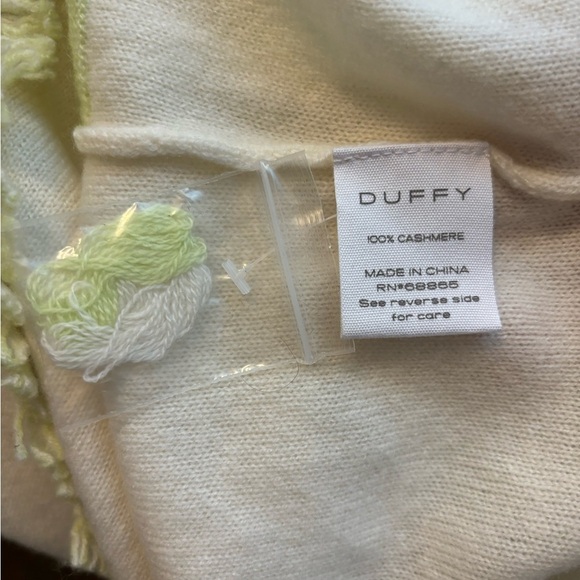 DUFFY
100% CASHMERE
MADE IN CHINA
RN#68865
See reverse side
for care